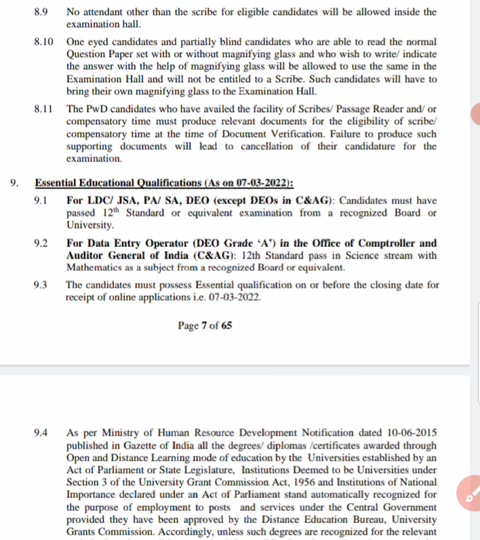 8.9 No attendant other than the scribe for eligible candidates will be allowed inside the
examination hall.
8.10 One eyed candidates and partially blind candidates who are able to read the normal
Question Paper set with or without magnifying glass and who wish to write/ indicate
the answer with the help of magnifying glass will be allowed to use the same in the
Examination Hall and will not be entitled to a Scribe. Such candidates will have to
bring their own magnifying glass to the Examination Hall.
8.11 The PwD candidates who have availed the facility of Scribes/ Passage Reader and/ or
compensatory time must produce relevant documents for the eligibility of scribe/
compensatory time at the time of Document Verification. Failure to produce such
supporting documents will lead to cancellation of their candidature for the
examination.
9. Essential Educational Qualifications (As on 07-03-2022):
9.1 For LDC/ JSA, PA/ SA, DEO (except DEOs in C&AG): Candidates must have
passed 12th Standard or equivalent examination from a recognized Board or
University.
9.2 For Data Entry Operator (DEO Grade ‘A’) in the Office of Comptroller and
Auditor General of India (C&AG): 12th Standard pass in Science stream with
Mathematics as a subject from a recognized Board or equivalent.
9.3 The candidates must possess Essential qualification on or before the closing date for
receipt of online applications i.e. 07-03-2022.
Page 7 of 65
9.4 As per Ministry of Human Resource Development Notification dated 10-06-2015
published in Gazette of India all the degrees/ diplomas /certificates awarded through
Open and Distance Learning mode of education by the Universities established by an
Act of Parliament or State Legislature, Institutions Deemed to be Universities under
Section 3 of the University Grant Commission Act, 1956 and Institutions of National
Importance declared under an Act of Parliament stand automatically recognized for
the purpose of employment to posts and services under the Central Government
provided they have been approved by the Distance Education Bureau, University
Grants Commission. Accordingly, unless such degrees are recognized for the relevant